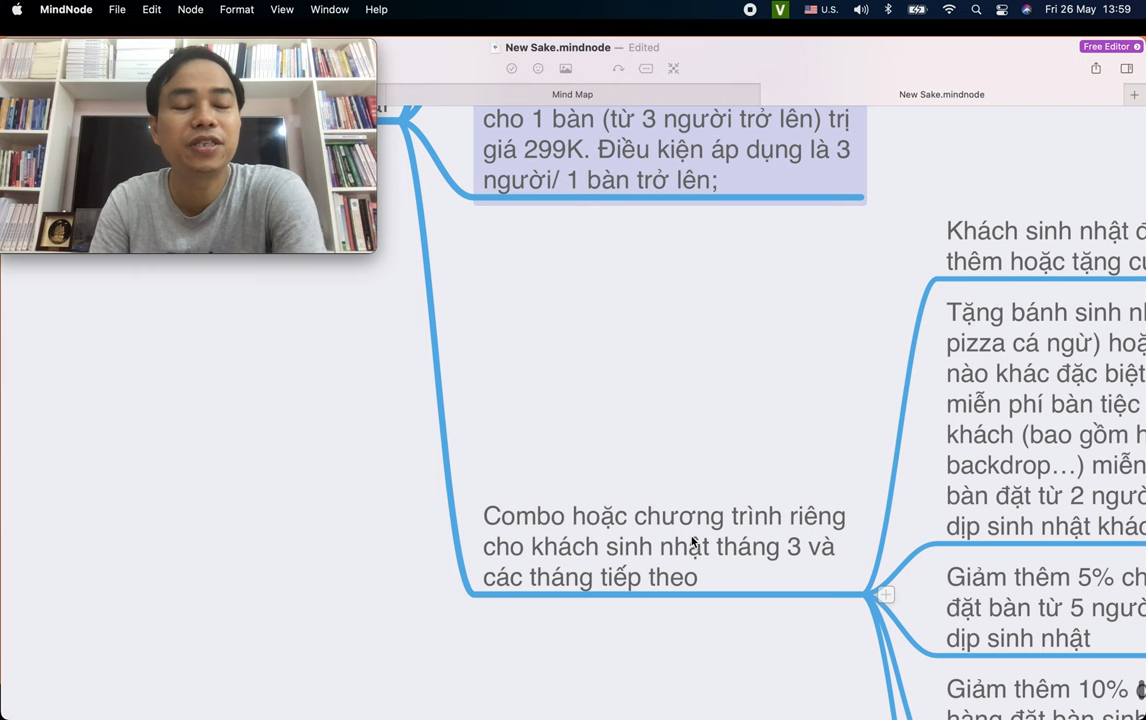 MindNode File Edit Node Format View Window Help V U.S. Fri 26 May 13:59
New Sake.mindnode — Edited
Free Editor
Mind Map
New Sake.mindnode
cho 1 bàn (từ 3 người trở lên) trị
giá 299K. Điều kiện áp dụng là 3
người/ 1 bàn trở lên;
Combo hoặc chương trình riêng
cho khách sinh nhật tháng 3 và
các tháng tiếp theo
Khách sinh nhật
thêm hoặc tặng
Tặng bánh sinh
pizza cá ngừ)
nào khác đặc biệt
miễn phí bàn tiệc
khách (bao gồm
backdrop...) miễn
bàn đặt từ 2
dịp sinh nhật
Giảm thêm 5%
đặt bàn từ 5
dịp sinh nhật
Giảm thêm 10%
hàng đặt bàn